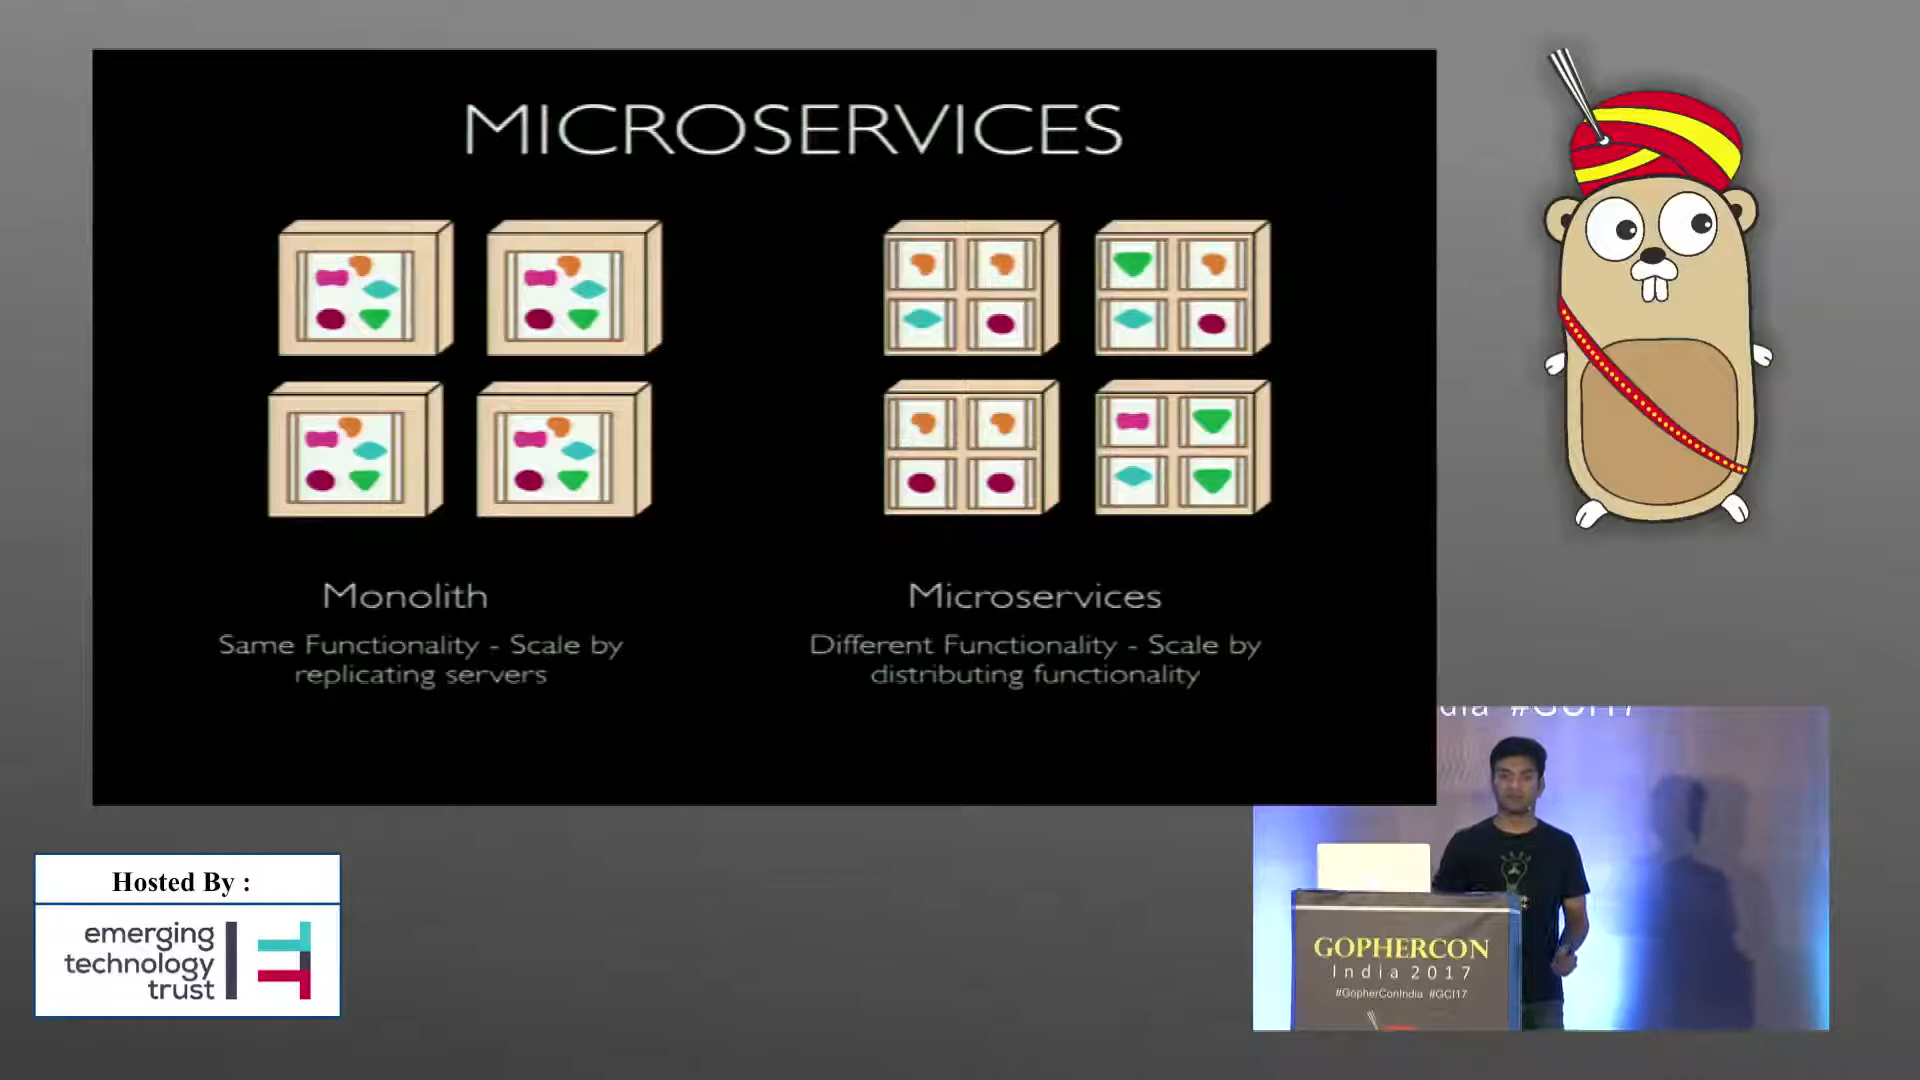 MICROSERVICES
Monolith
Same Functionality - Scale by
replicating servers
Microservices
Different Functionality - Scale by
distributing functionality
#GCI17
GOPHERCON
India 2017
#GopherConIndia #GCI17
Hosted By :
emerging
technology
trust